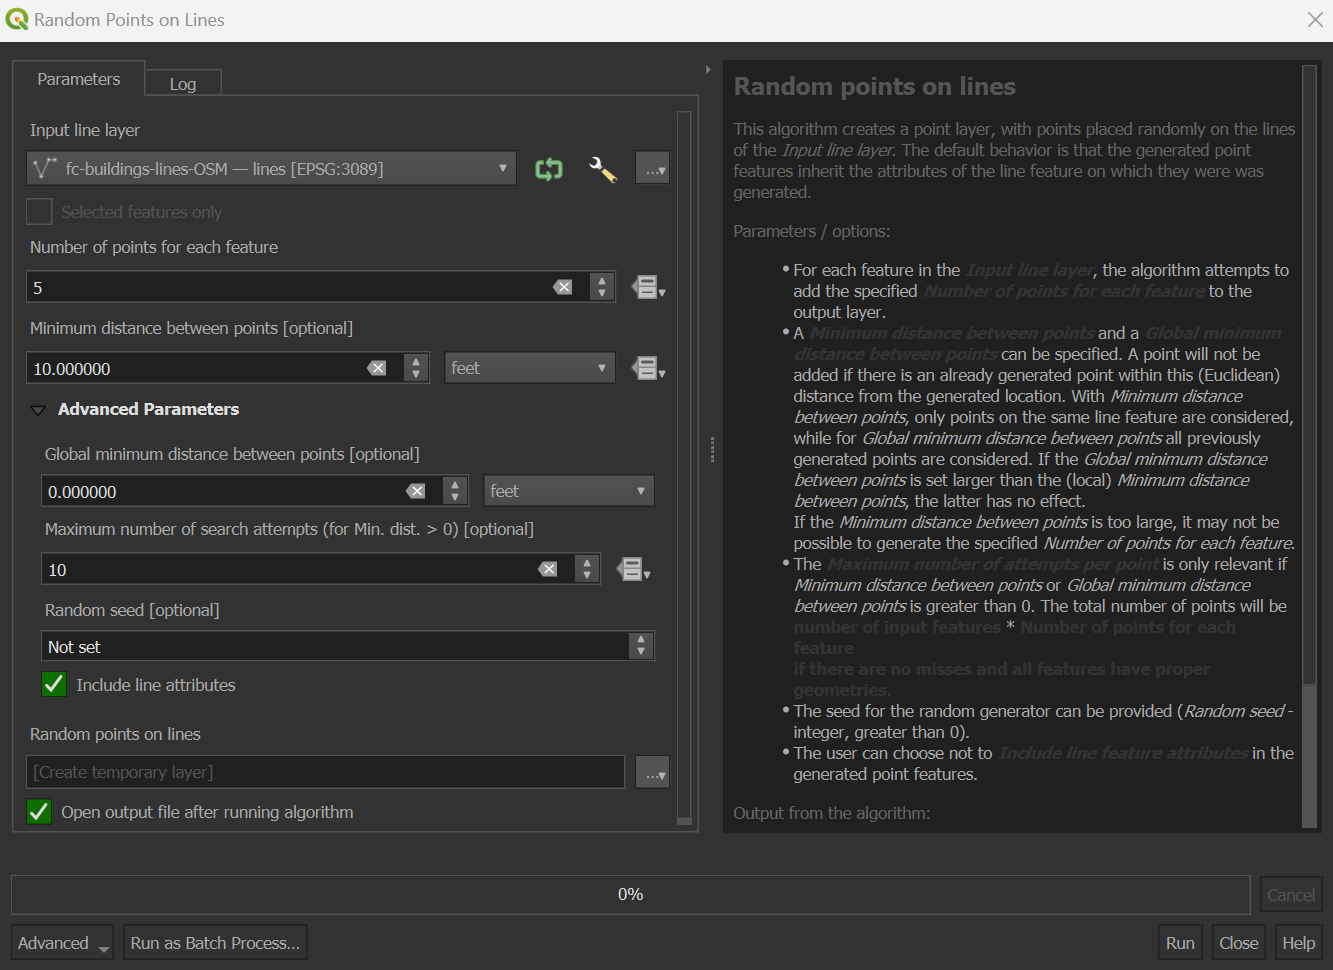 Random Points on Lines
Parameters
Log
Input line layer
fc-buildings-lines-OSM — lines [EPSG:3089]
...
Selected features only
Number of points for each feature
5
Minimum distance between points [optional]
10.000000
feet
Advanced Parameters
Global minimum distance between points [optional]
0.000000
feet
Maximum number of search attempts (for Min. dist. > 0) [optional]
10
Random seed [optional]
Not set
Include line attributes
Random points on lines
[Create temporary layer]
...
Open output file after running algorithm
Random points on lines
This algorithm creates a point layer, with points placed randomly on the lines
of the Input line layer. The default behavior is that the generated point
features inherit the attributes of the line feature on which they were was
generated.
Parameters / options:
• For each feature in the Input line layer, the algorithm attempts to
add the specified Number of points for each feature to the
output layer.
• A Minimum distance between points and a Global minimum
distance between points can be specified. A point will not be
added if there is an already generated point within this (Euclidean)
distance from the generated location. With Minimum distance
between points, only points on the same line feature are considered,
while for Global minimum distance between points all previously
generated points are considered. If the Global minimum distance
between points is set larger than the (local) Minimum distance
between points, the latter has no effect.
If the Minimum distance between points is too large, it may not be
possible to generate the specified Number of points for each feature.
• The Maximum number of attempts per point is only relevant if
Minimum distance between points or Global minimum distance
between points is greater than 0. The total number of points will be
number of input features * Number of points for each
feature
if there are no misses and all features have proper
geometries.
• The seed for the random generator can be provided (Random seed -
integer, greater than 0).
• The user can choose not to Include line feature attributes in the
generated point features.
Output from the algorithm:
0%
Cancel
Advanced
Run as Batch Process...
Run
Close
Help